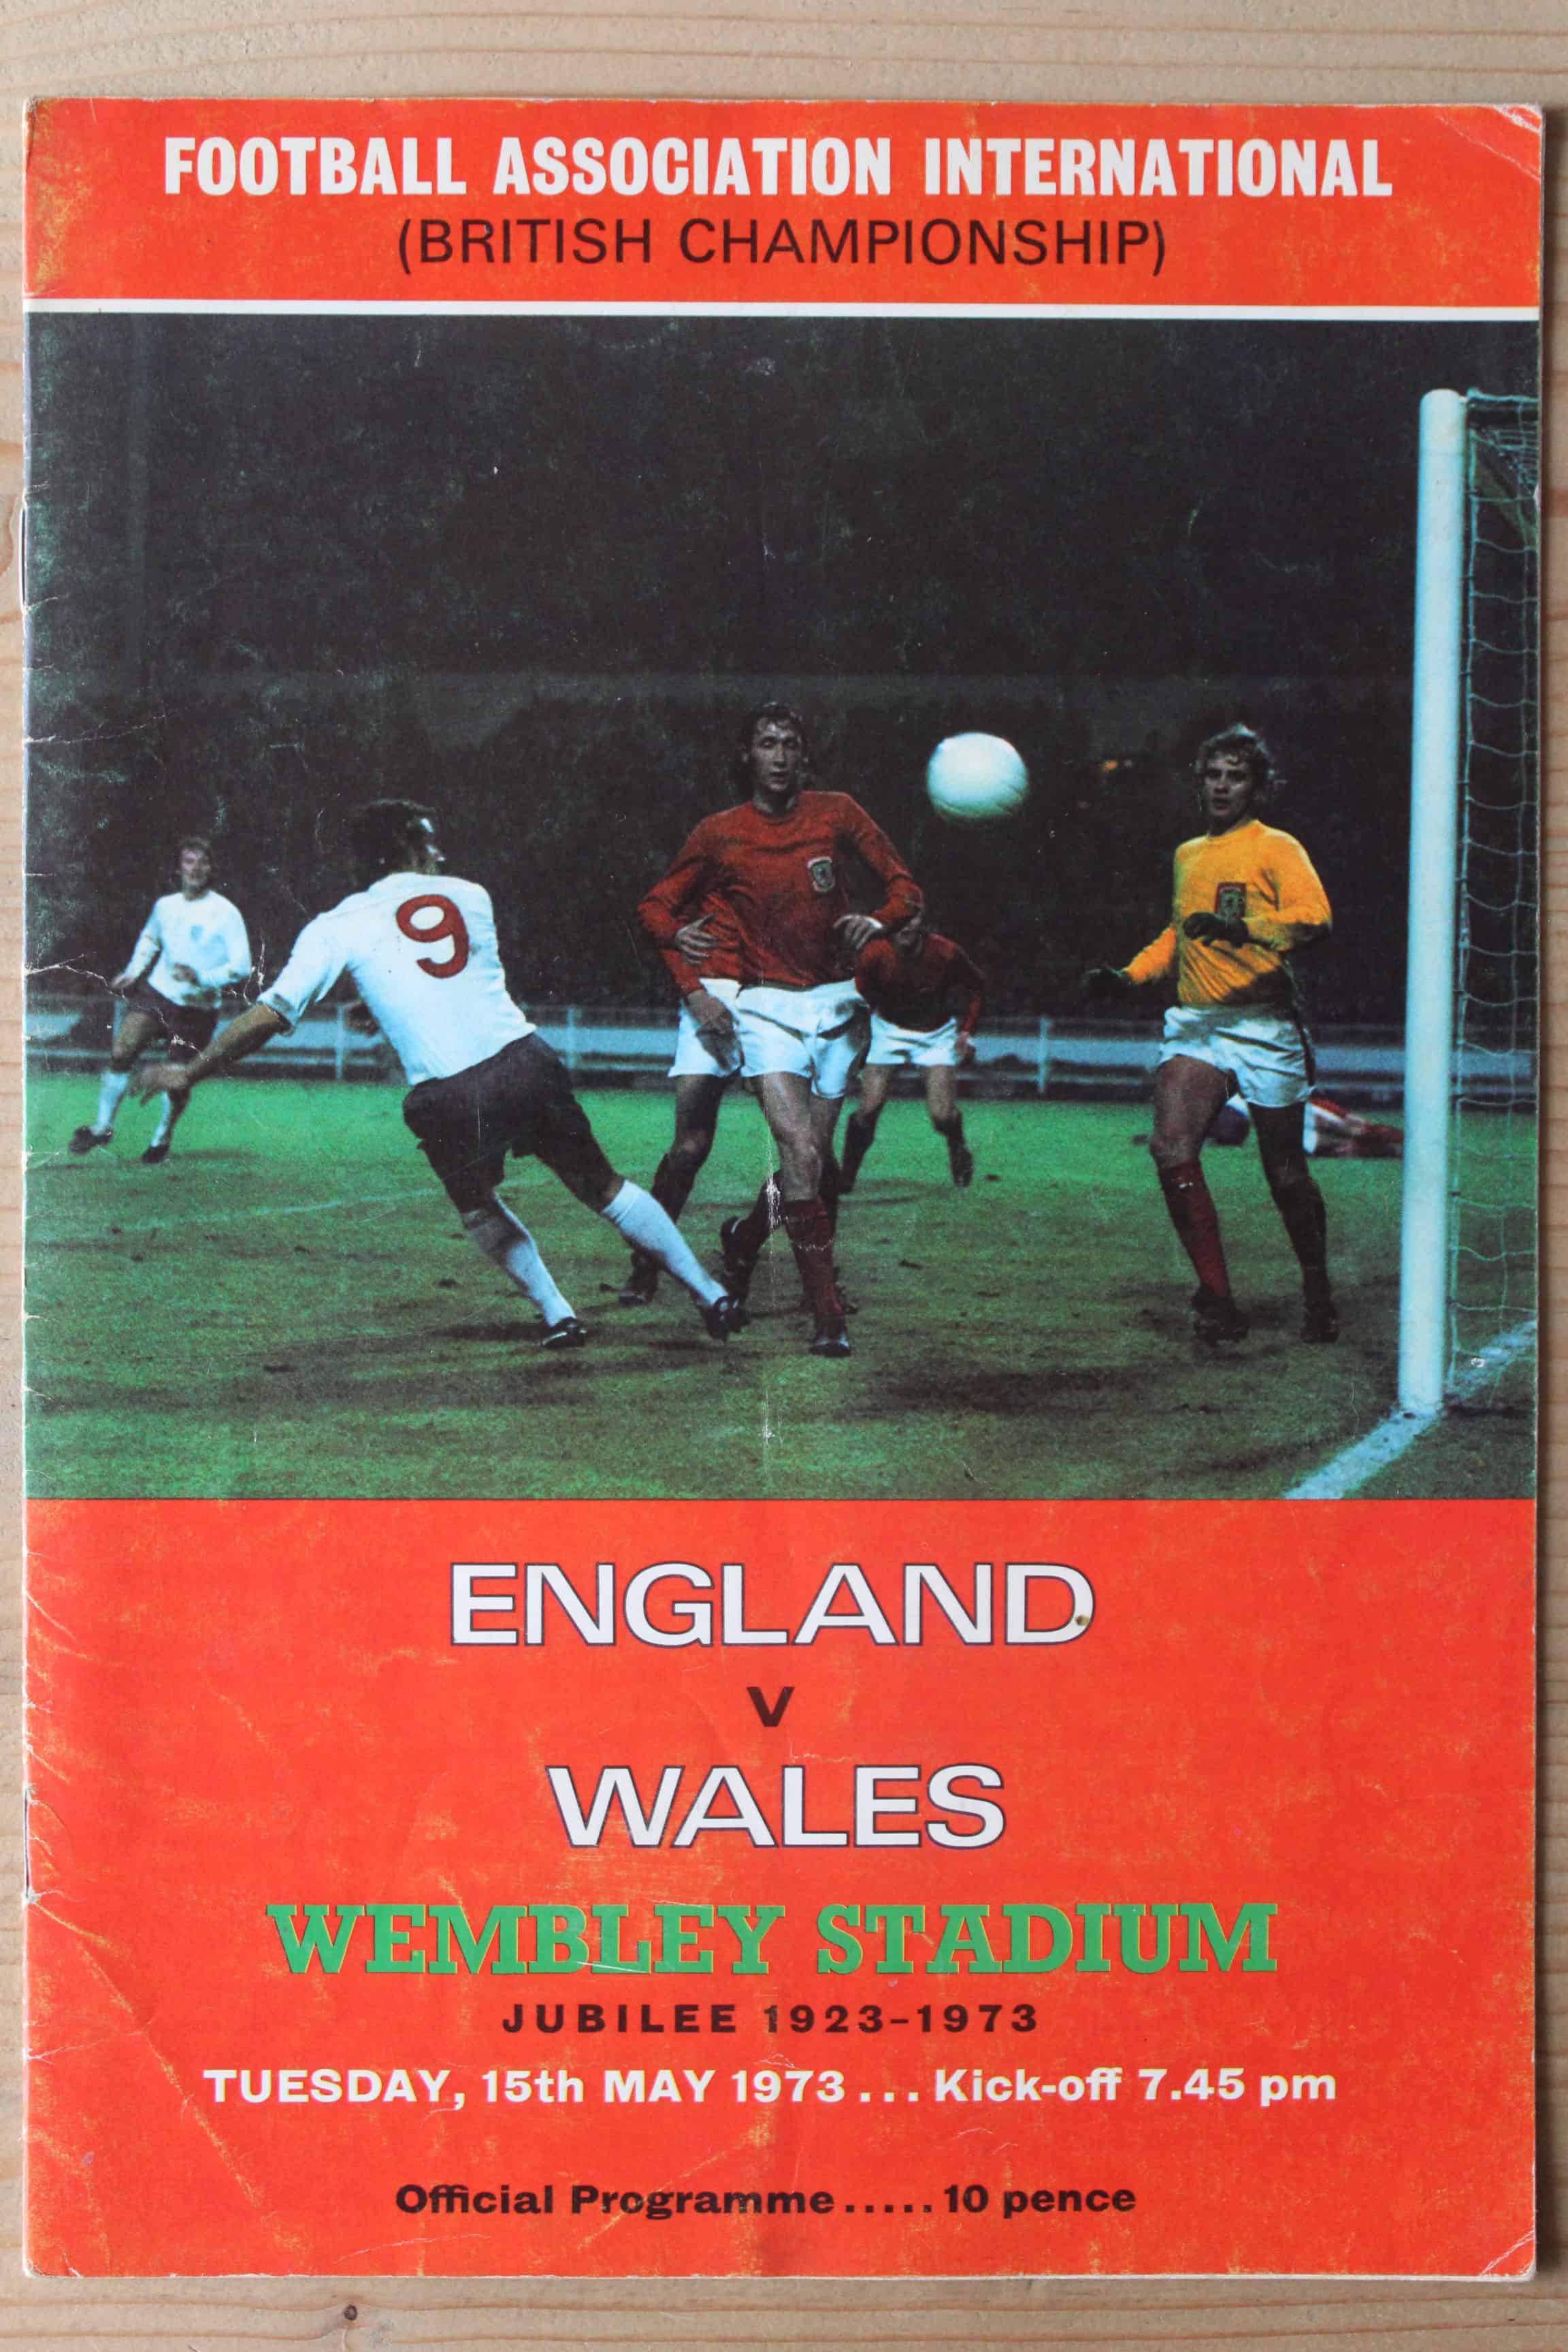 FOOTBALL ASSOCIATION INTERNATIONAL
(BRITISH CHAMPIONSHIP)
9
ENGLAND
v
WALES
WEMBLEY STADIUM
JUBILEE 1923-1973
TUESDAY, 15th MAY 1973... Kick-off 7.45 pm
Official Programme.....10 pence